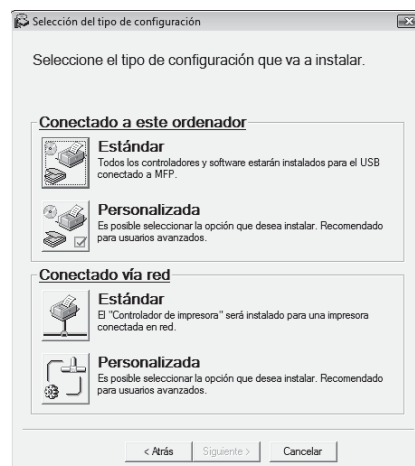 Selección del tipo de configuración
Seleccione el tipo de configuración que va a instalar.
Conectado a este ordenador
Estándar
Todos los controladores y software estarán instalados para el USB
conectado a MFP.
Personalizada
Es posible seleccionar la opción que desea instalar. Recomendado
para usuarios avanzados.
Conectado vía red
Estándar
El "Controlador de impresora" será instalado para una impresora
conectada en red.
Personalizada
Es posible seleccionar la opción que desea instalar. Recomendado
para usuarios avanzados.
< Atrás Siguiente > Cancelar